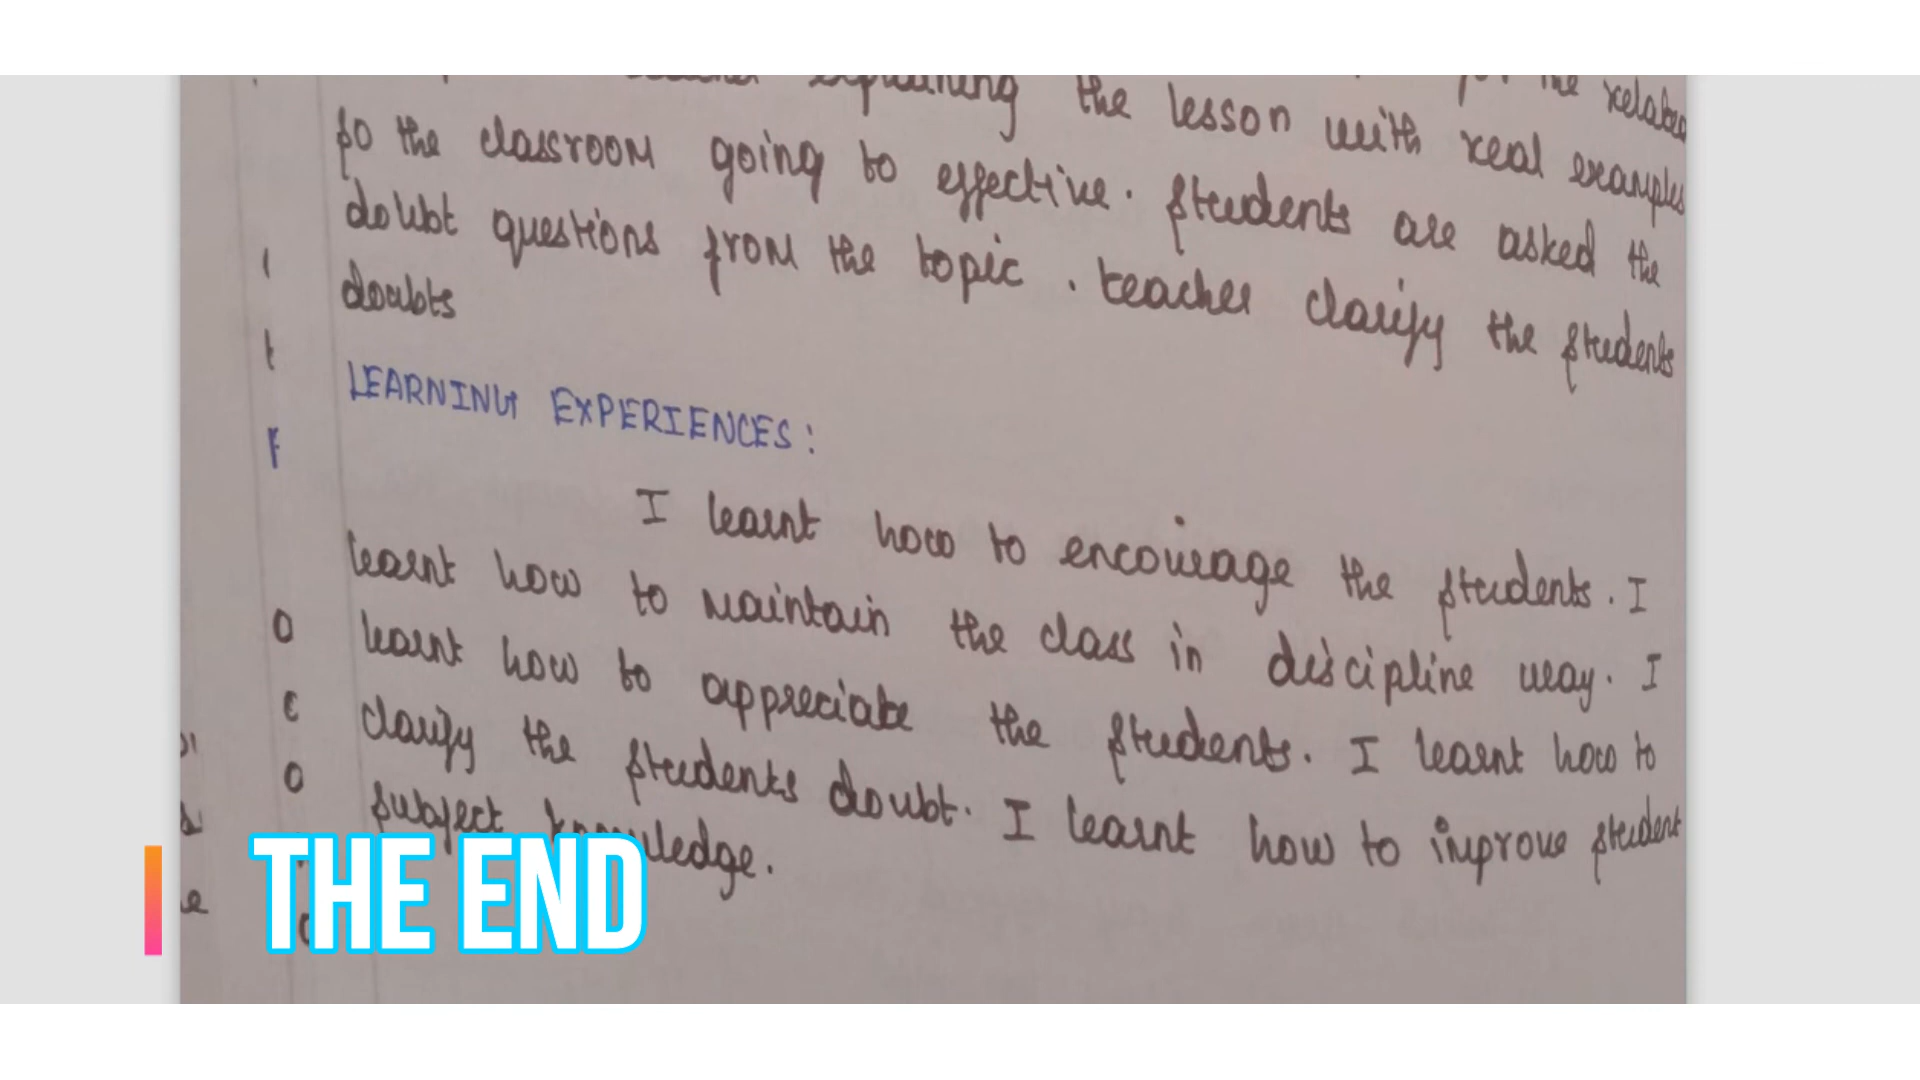 explaining the lesson with real examples
so the classroom going to effective. students are asked the
doubt questions from the topic. teacher clarify the students
doubts
LEARNING EXPERIENCES:
I learnt how to encourage the students. I
learnt how to maintain the class in discipline way. I
learnt how to appreciate the students. I learnt how to
clarify the students doubt. I learnt how to improve student
subject knowledge.
THE END